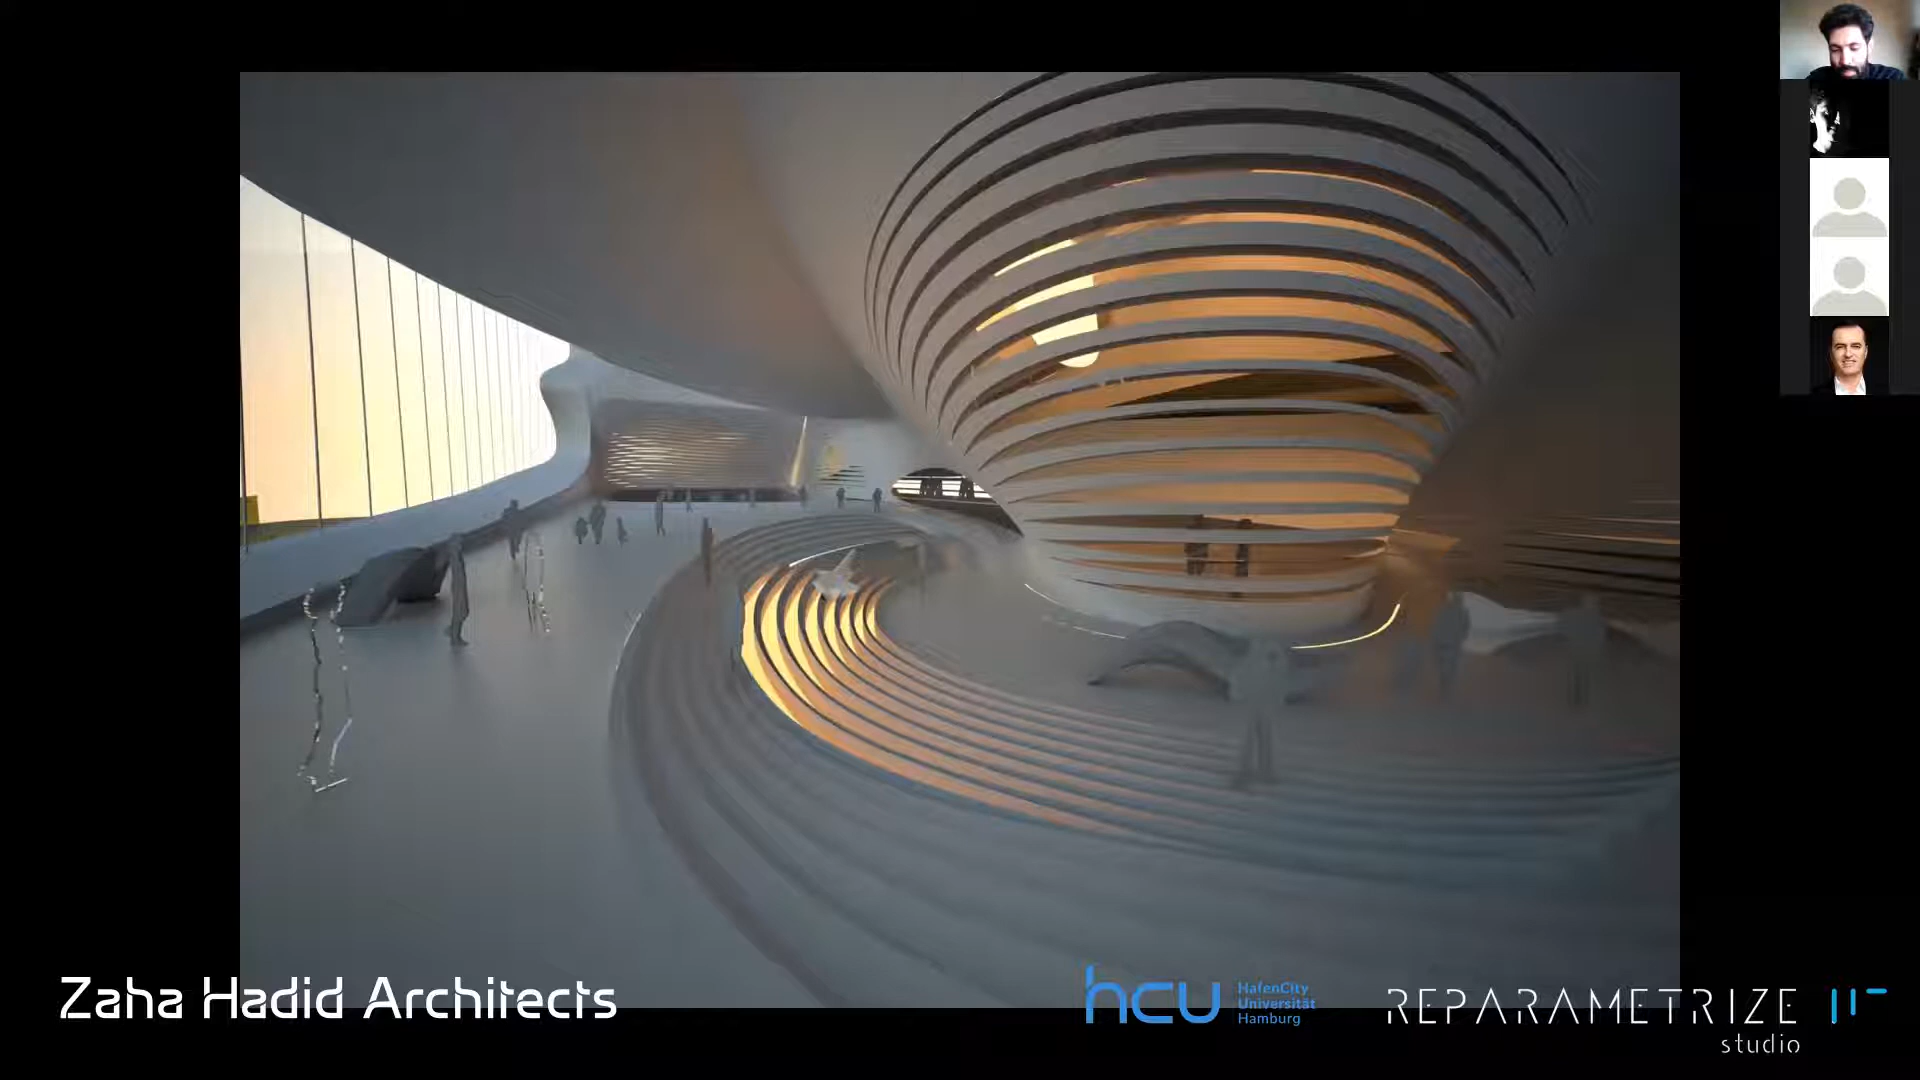 Zaha Hadid Architects
hcu
HafenCity
Universität
Hamburg
REPARAMETRIZE
studio